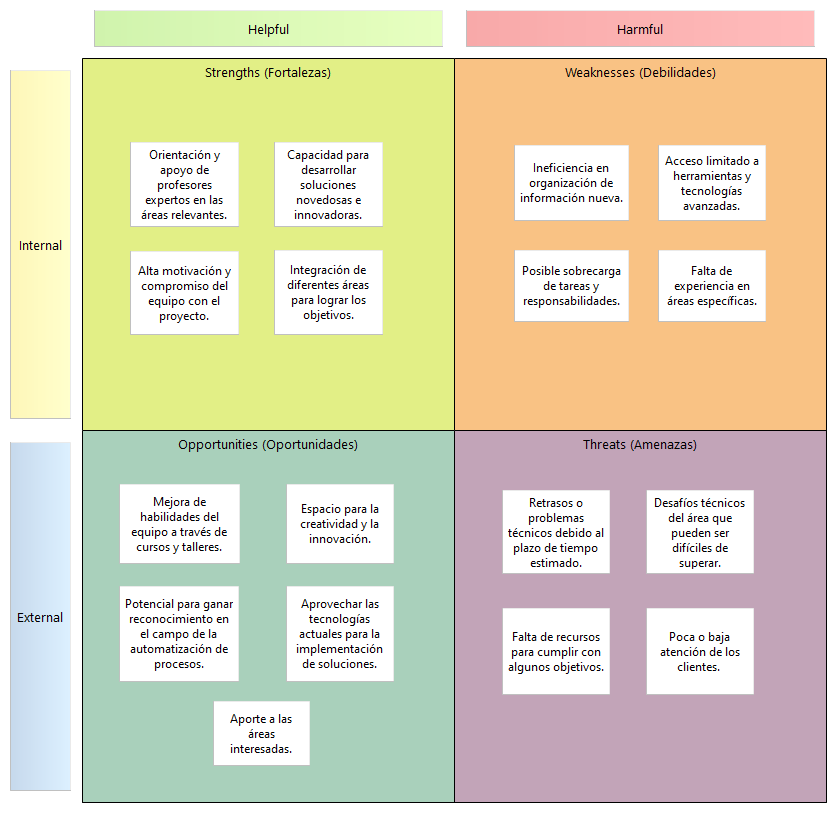 Helpful
Harmful
Internal
Strengths (Fortalezas)
Orientación y
apoyo de
profesores
expertos en las
áreas relevantes.
Capacidad para
desarrollar
soluciones
novedosas e
innovadoras.
Alta motivación y
compromiso del
equipo con el
proyecto.
Integración de
diferentes áreas
para lograr los
objetivos.
Weaknesses (Debilidades)
Ineficiencia en
organización de
información nueva.
Acceso limitado a
herramientas y
tecnologías
avanzadas.
Posible sobrecarga
de tareas y
responsabilidades.
Falta de
experiencia en
áreas específicas.
External
Opportunities (Oportunidades)
Mejora de
habilidades del
equipo a través de
cursos y talleres.
Espacio para la
creatividad y la
innovación.
Potencial para ganar
reconocimiento en
el campo de la
automatización de
procesos.
Aprovechar las
tecnologías
actuales para la
implementación
de soluciones.
Aporte a las
áreas
interesadas.
Threats (Amenazas)
Retrasos o
problemas
técnicos debido al
plazo de tiempo
estimado.
Desafíos técnicos
del área que
pueden ser
difíciles de
superar.
Falta de recursos
para cumplir con
algunos objetivos.
Poca o baja
atención de los
clientes.